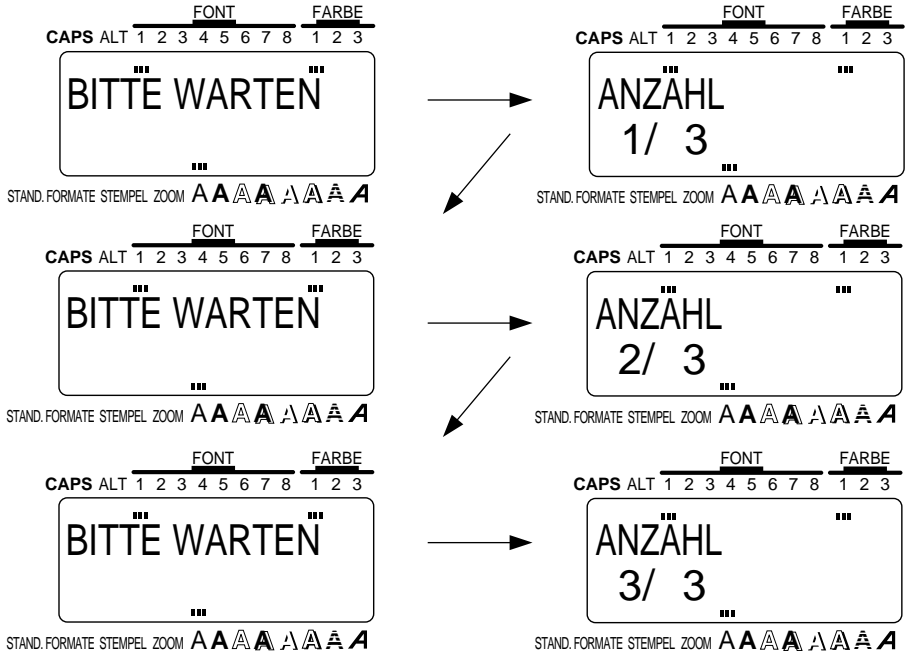 FONT FARBE
CAPS ALT 1 2 3 4 5 6 7 8 1 2 3
BITTE WARTEN
STAND. FORMATE STEMPEL ZOOM A A A A A A A A
FONT FARBE
CAPS ALT 1 2 3 4 5 6 7 8 1 2 3
ANZAHL
1/ 3
STAND. FORMATE STEMPEL ZOOM A A A A A A A A
FONT FARBE
CAPS ALT 1 2 3 4 5 6 7 8 1 2 3
BITTE WARTEN
STAND. FORMATE STEMPEL ZOOM A A A A A A A A
FONT FARBE
CAPS ALT 1 2 3 4 5 6 7 8 1 2 3
ANZAHL
2/ 3
STAND. FORMATE STEMPEL ZOOM A A A A A A A A
FONT FARBE
CAPS ALT 1 2 3 4 5 6 7 8 1 2 3
BITTE WARTEN
STAND. FORMATE STEMPEL ZOOM A A A A A A A A
FONT FARBE
CAPS ALT 1 2 3 4 5 6 7 8 1 2 3
ANZAHL
3/ 3
STAND. FORMATE STEMPEL ZOOM A A A A A A A A